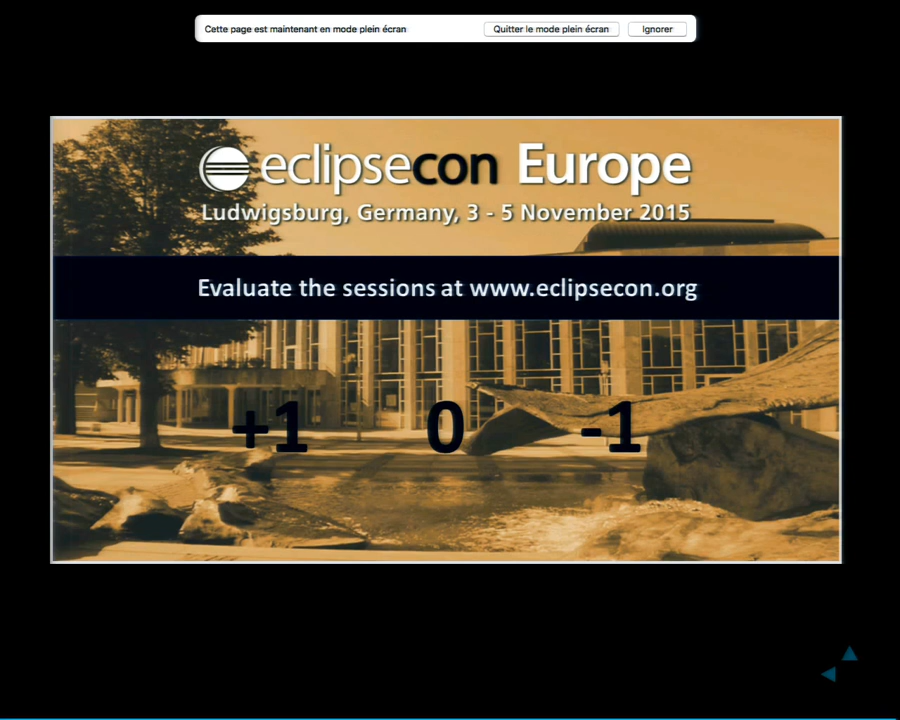 Cette page est maintenant en mode plein écran Quitter le mode plein écran Ignorer
eclipsecon Europe
Ludwigsburg, Germany, 3 - 5 November 2015
Evaluate the sessions at www.eclipsecon.org
+1 0 -1